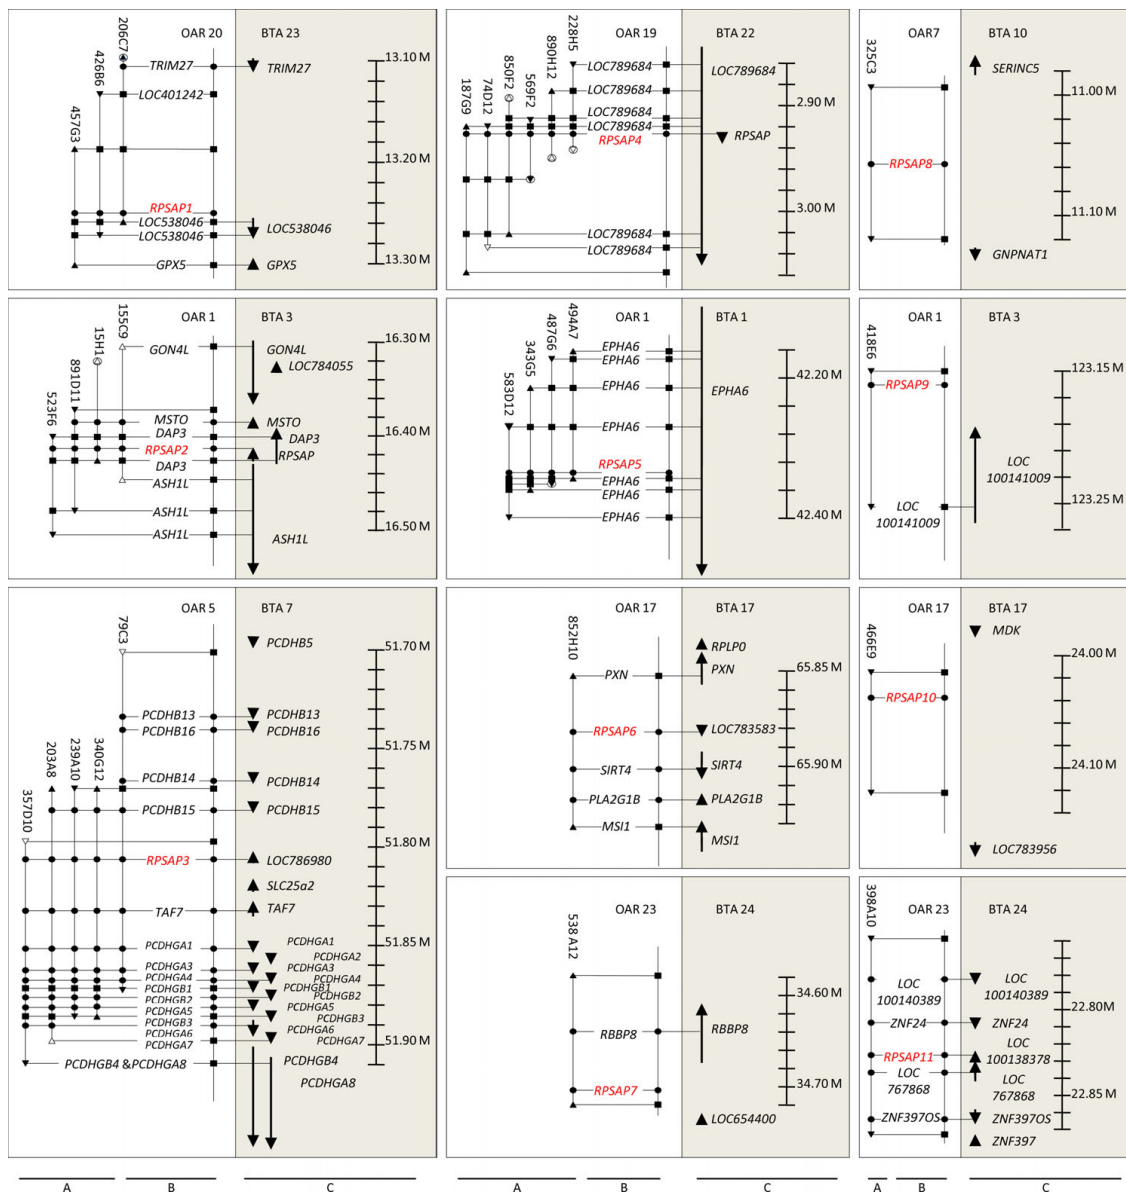 OAR 20
BTA 23
206C7
426B6
457G3
TRIM27
TRIM27
LOC401242
RPSAP1
LOC538046
LOC538046
LOC538046
GPX5
GPX5
13.10 M
13.20 M
13.30 M
OAR 19
BTA 22
228H5
890H12
569F2
850F2
74D12
187G9
LOC789684
LOC789684
LOC789684
LOC789684
LOC789684
RPSAP4
RPSAP
LOC789684
LOC789684
2.90 M
3.00 M
OAR7
BTA 10
325C3
SERINC5
RPSAP8
GNPNAT1
11.00 M
11.10 M
OAR 1
BTA 3
155C9
15H1
891D11
523F6
GON4L
GON4L
LOC784055
MSTO
MSTO
DAP3
DAP3
RPSAP2
RPSAP
DAP3
ASH1L
ASH1L
ASH1L
ASH1L
16.30 M
16.40 M
16.50 M
OAR 1
BTA 1
494A7
487G6
343G5
583D12
EPHA6
EPHA6
EPHA6
EPHA6
EPHA6
RPSAP5
EPHA6
EPHA6
EPHA6
42.20 M
42.40 M
OAR 1
BTA 3
418E6
RPSAP9
LOC
100141009
LOC
100141009
123.15 M
123.25 M
OAR 5
BTA 7
79C3
340G12
239A10
203A8
357D10
PCDHB5
PCDHB13
PCDHB13
PCDHB16
PCDHB16
PCDHB14
PCDHB14
PCDHB15
PCDHB15
RPSAP3
LOC786980
SLC25a2
TAF7
TAF7
PCDHGA1
PCDHGA1
PCDHGA2
PCDHGA3
PCDHGA3
PCDHGA4
PCDHGA4
PCDHGB1
PCDHGB1
PCDHGB2
PCDHGB2
PCDHGA5
PCDHGB3
PCDHGB3
PCDHGA6
PCDHGA6
PCDHGA7
PCDHGA7
PCDHGB4 &PCDHGA8
PCDHGB4
PCDHGA8
51.70 M
51.75 M
51.80 M
51.85 M
51.90 M
OAR 17
BTA 17
852H10
RPLP0
PXN
PXN
RPSAP6
LOC783583
SIRT4
SIRT4
PLA2G1B
PLA2G1B
MSI1
MSI1
65.85 M
65.90 M
OAR 17
BTA 17
466E9
MDK
RPSAP10
LOC783956
24.00 M
24.10 M
OAR 23
BTA 24
538 A12
RBBP8
RBBP8
RPSAP7
LOC654400
34.60 M
34.70 M
OAR 23
BTA 24
398A10
LOC
100140389
LOC
100140389
ZNF24
ZNF24
RPSAP11
LOC
100138378
LOC
767868
LOC
767868
ZNF397OS
ZNF397OS
ZNF397
22.80 M
22.85 M
A B C
A B C
A B C